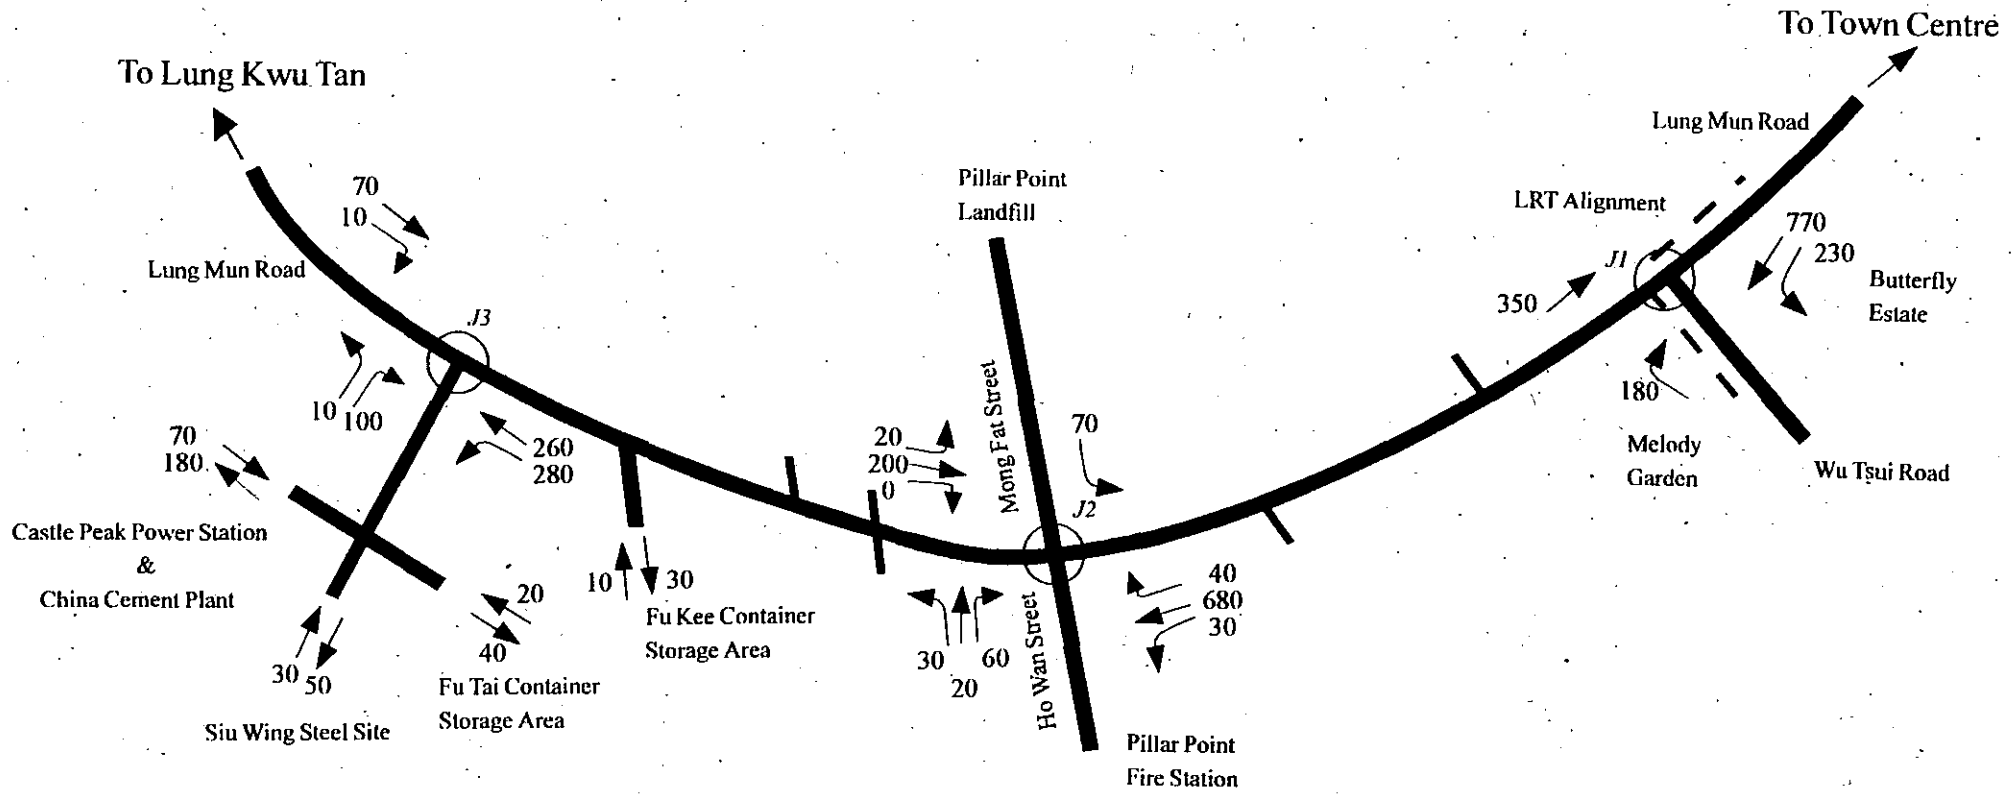 To Town Centre
To Lung Kwu Tan
Lung Mun Road
Pillar Point
Landfill
70
10
LRT Alignment
770
230
J1
Lung Mun Road
Butterfly
Estate
350
J3
10
100
180
Melody
Garden
Wu Tsui Road
Mong Fat Street
70
20
200
0
J2
260
280
70
180
Castle Peak Power Station
&
China Cement Plant
10
30
Fu Kee Container
Storage Area
20
40
Fu Tai Container
Storage Area
30
50
Siu Wing Steel Site
30
20
60
Ho Wan Street
40
680
30
Pillar Point
Fire Station